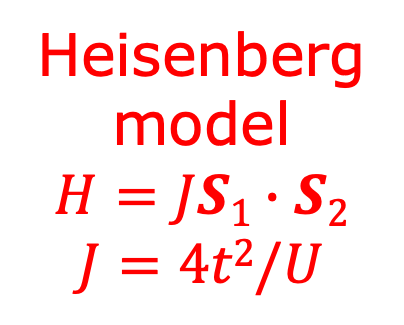 Heisenberg
model
H = JS₁ · S₂
J = 4t²/U